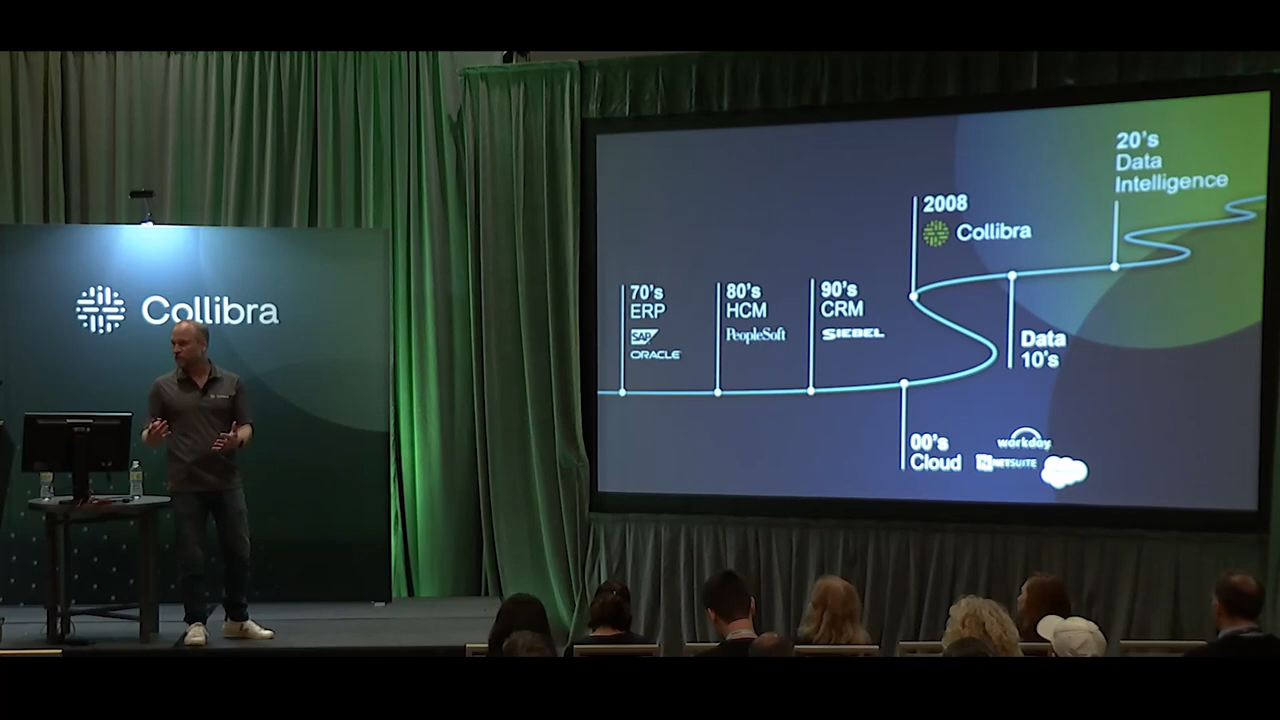 Collibra
70's
ERP
SAP
ORACLE
80's
HCM
PeopleSoft
90's
CRM
SIEBEL
2008
Collibra
20's
Data
Intelligence
Data
10's
00's
Cloud
workday
N NETSUITE